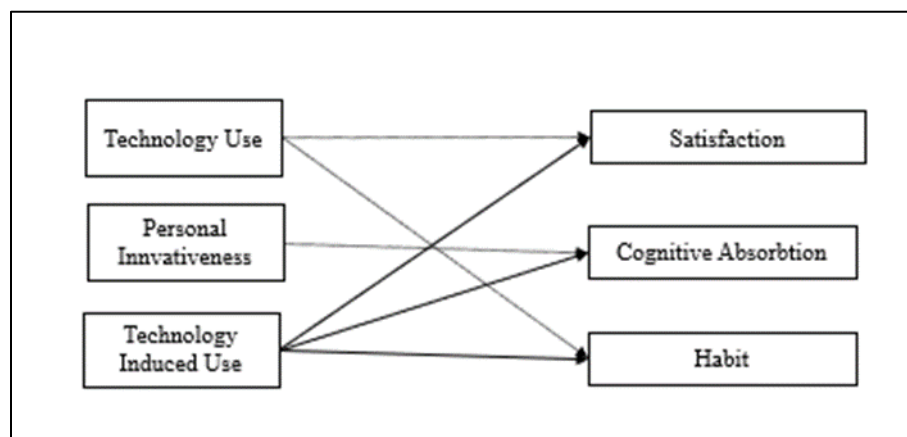 Technology Use
Satisfaction
Personal
Innvativeness
Cognitive Absorbtion
Technology
Induced Use
Habit